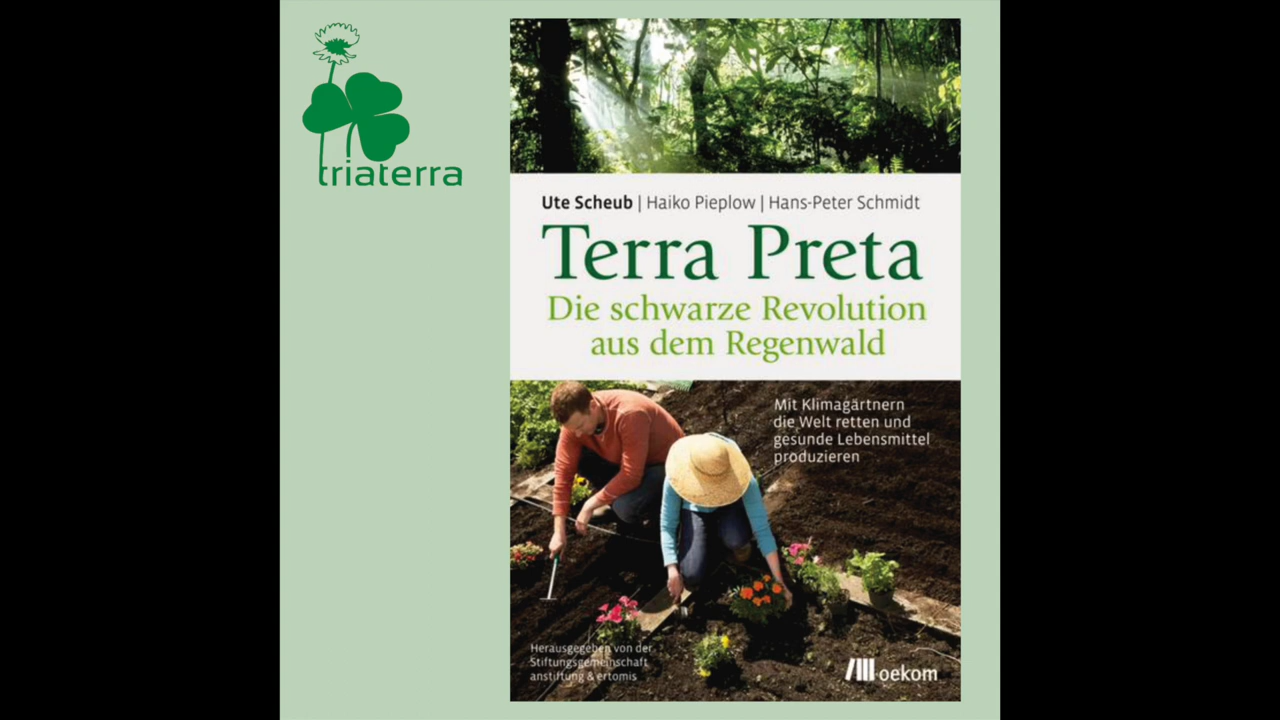 triaterra
Ute Scheub | Haiko Pieplow | Hans-Peter Schmidt
Terra Preta
Die schwarze Revolution
aus dem Regenwald
Mit Klimagärtnern
die Welt retten und
gesunde Lebensmittel
produzieren
Herausgegeben von der
Stiftungsgemeinschaft
anstiftung & ertomis
oekom